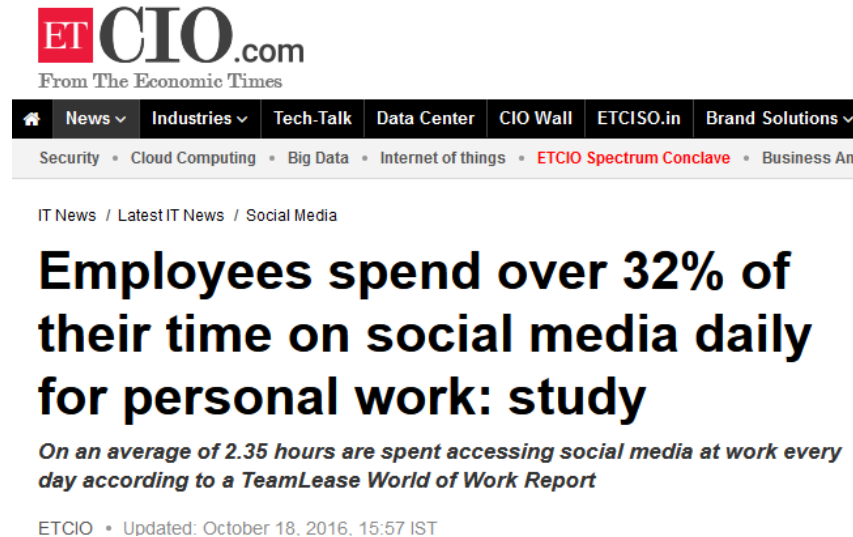 ET CIO.com
From The Economic Times
News Industries Tech-Talk Data Center CIO Wall ETCISO.in Brand Solutions
Security • Cloud Computing • Big Data • Internet of things • ETCIO Spectrum Conclave • Business An
IT News / Latest IT News / Social Media
Employees spend over 32% of
their time on social media daily
for personal work: study
On an average of 2.35 hours are spent accessing social media at work every
day according to a TeamLease World of Work Report
ETCIO • Updated: October 18, 2016, 15:57 IST